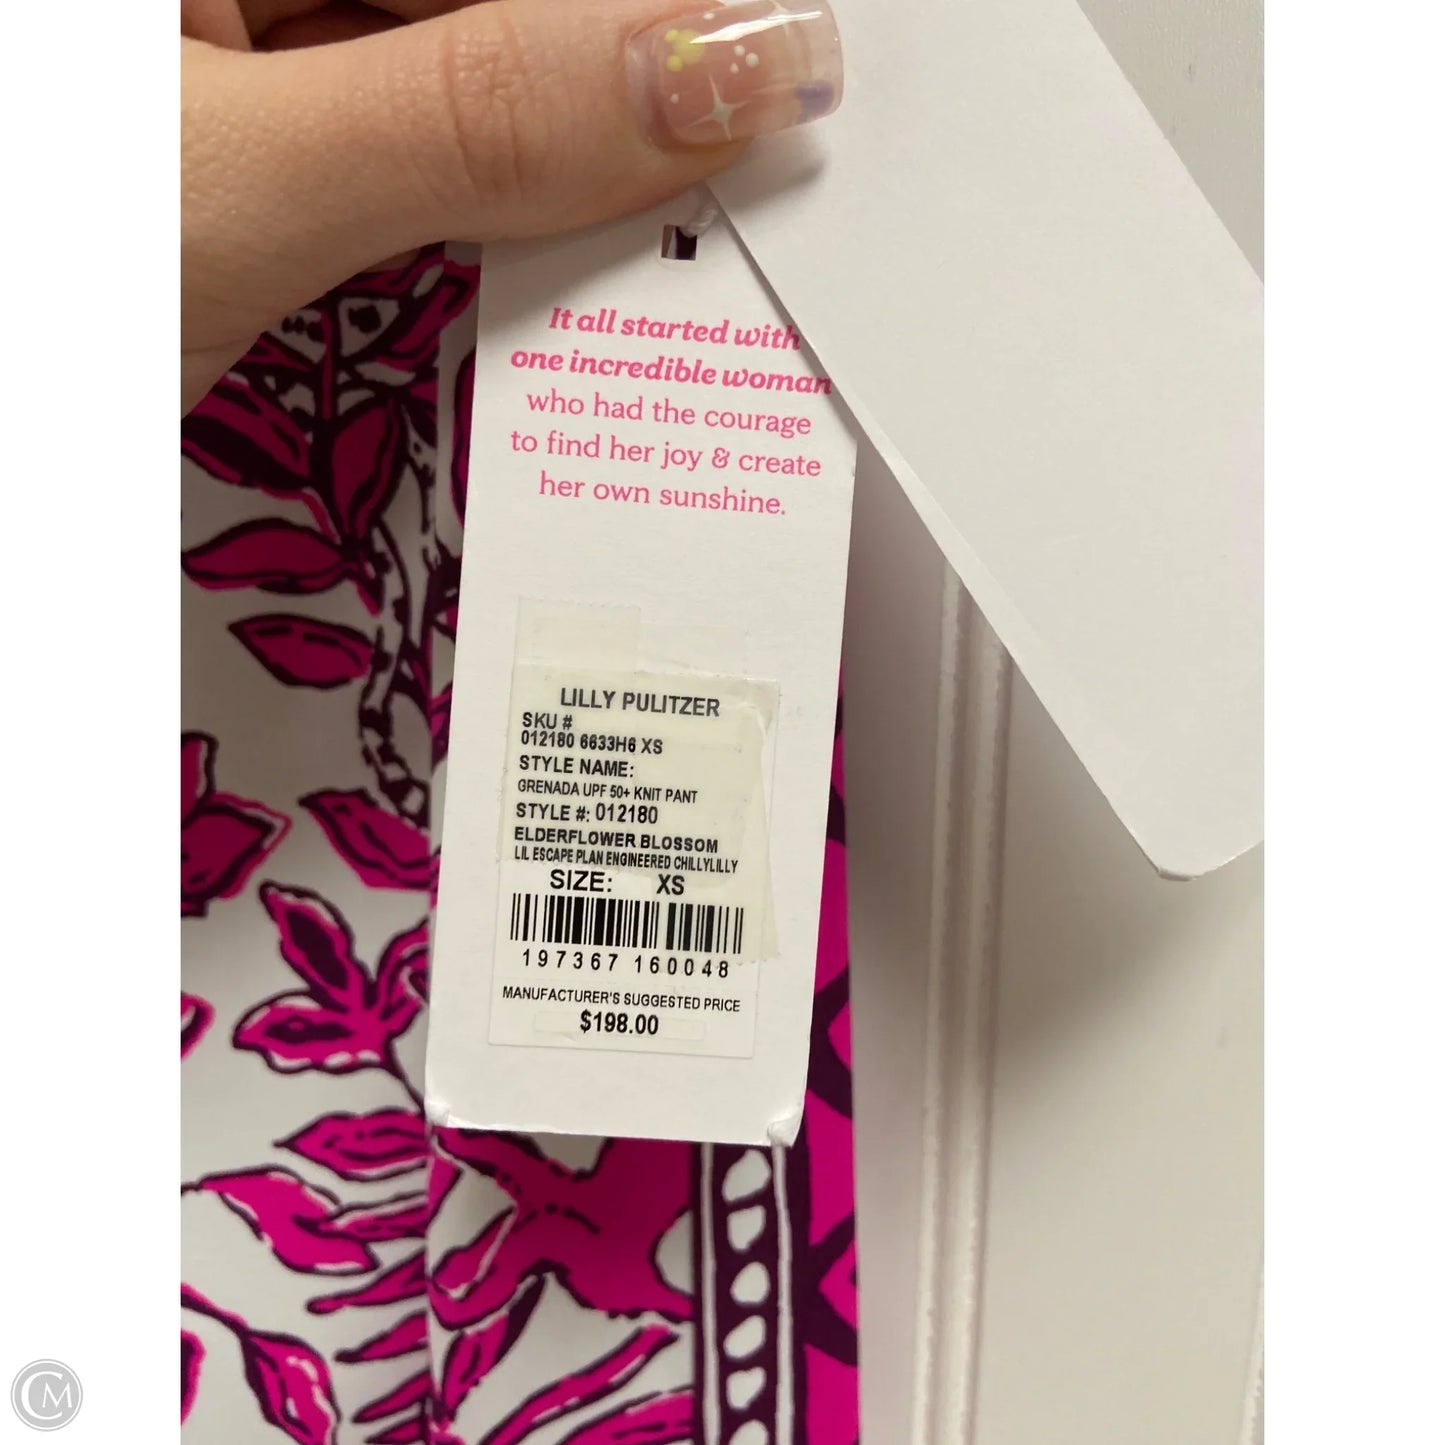 It all started with
one incredible woman
who had the courage
to find her joy & create
her own sunshine.
LILLY PULITZER
SKU #
012180 6633H6 XS
STYLE NAME:
GRENADA UPF 50+ KNIT PANT
STYLE #: 012180
ELDERFLOWER BLOSSOM
LIL ESCAPE PLAN ENGINEERED CHILLYLILLY
SIZE: XS
197367 160048
MANUFACTURER'S SUGGESTED PRICE
$198.00
CM